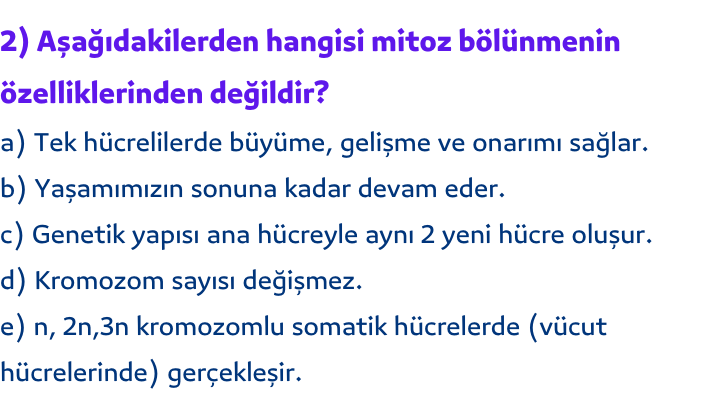 2) Aşağıdakilerden hangisi mitoz bölünmenin
özelliklerinden değildir?
a) Tek hücrelilerde büyüme, gelişme ve onarımı sağlar.
b) Yaşamımızın sonuna kadar devam eder.
c) Genetik yapısı ana hücreyle aynı 2 yeni hücre oluşur.
d) Kromozom sayısı değişmez.
e) n, 2n,3n kromozomlu somatik hücrelerde (vücut
hücrelerinde) gerçekleşir.